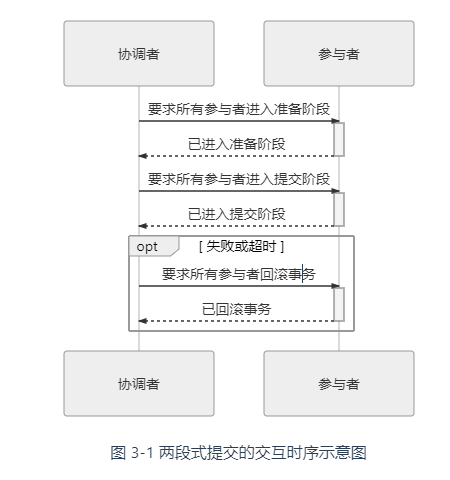 协调者 参与者
要求所有参与者进入准备阶段
已进入准备阶段
要求所有参与者进入提交阶段
已进入提交阶段
opt [ 失败或超时 ]
要求所有参与者回滚事务
已回滚事务
协调者 参与者
图 3-1 两段式提交的交互时序示意图